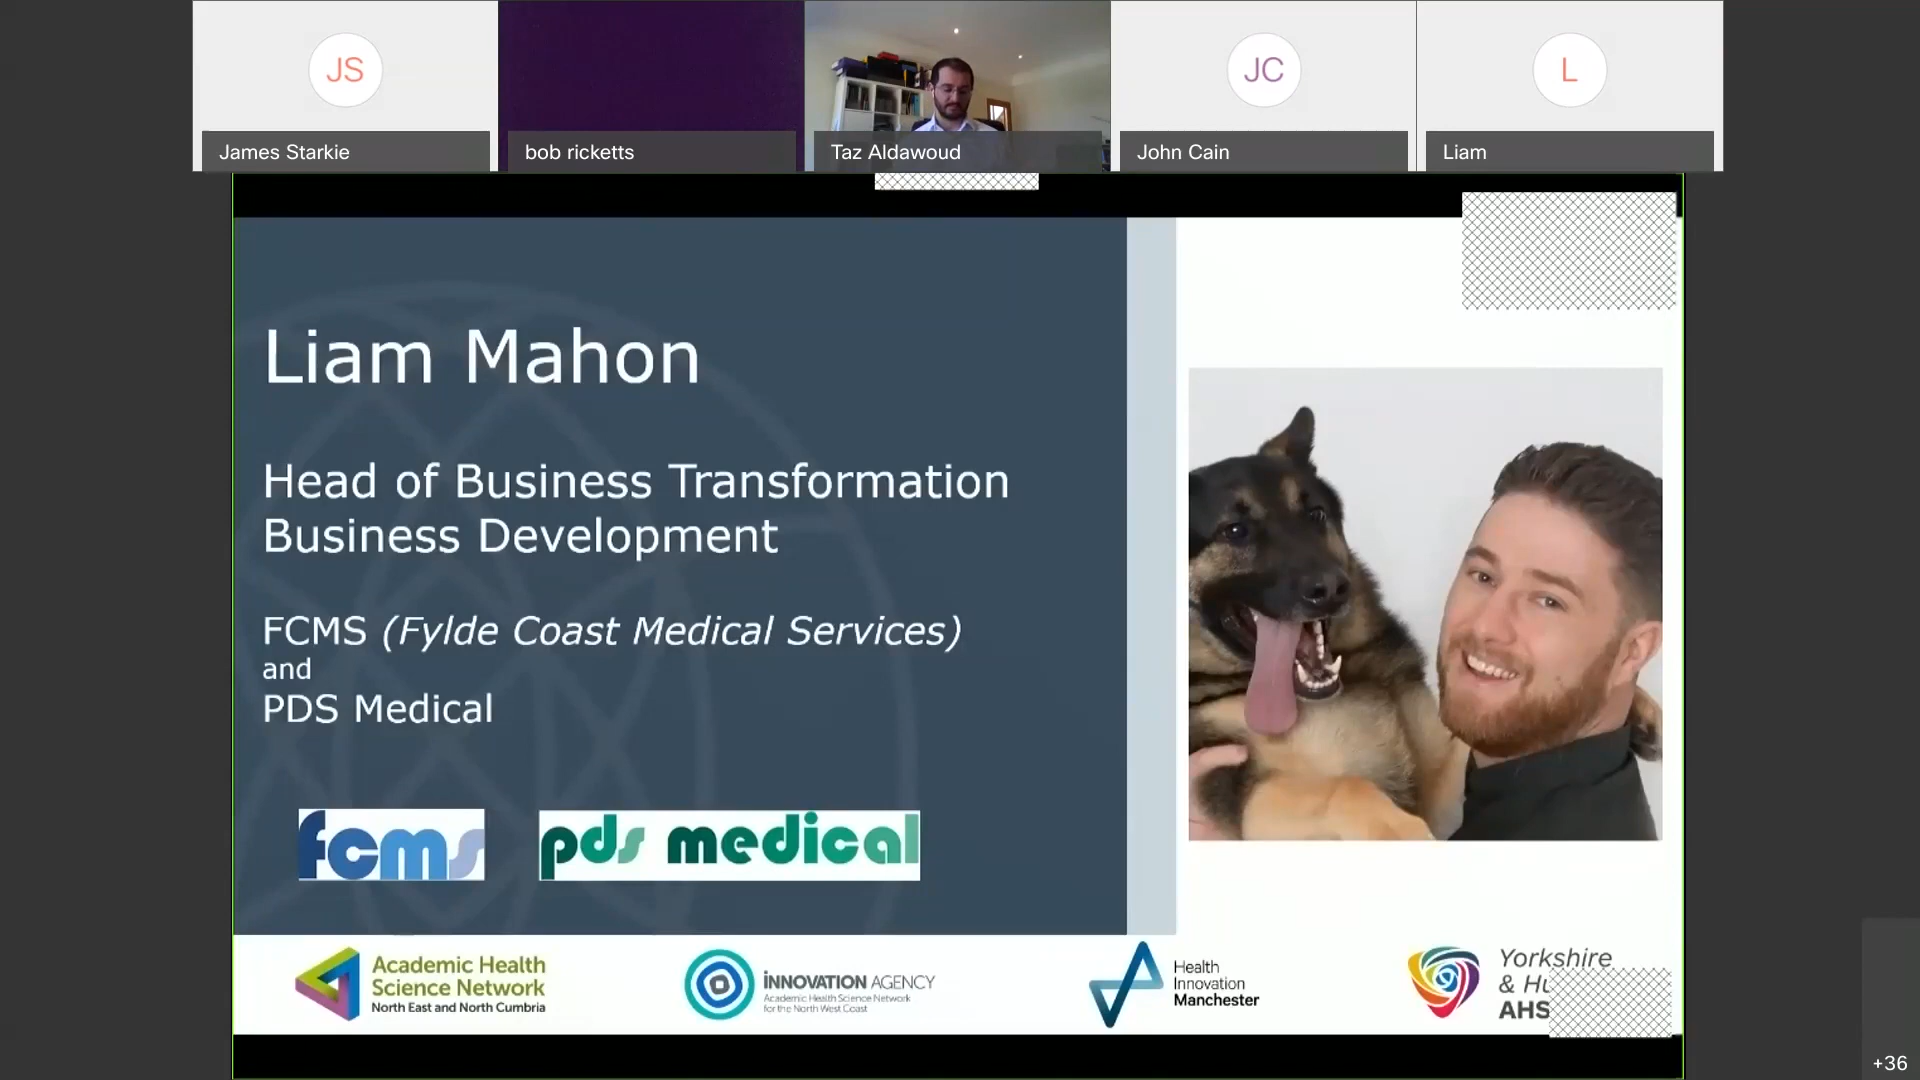 JS
James Starkie
bob ricketts
Taz Aldawoud
JC
John Cain
L
Liam
Liam Mahon
Head of Business Transformation
Business Development
FCMS (Fylde Coast Medical Services)
and
PDS Medical
fcms
pds medical
Academic Health
Science Network
North East and North Cumbria
iNNOVATION AGENCY
Academic Health Science Network
for the North West Coast
Health
Innovation
Manchester
Yorkshire
&
AHS
+36